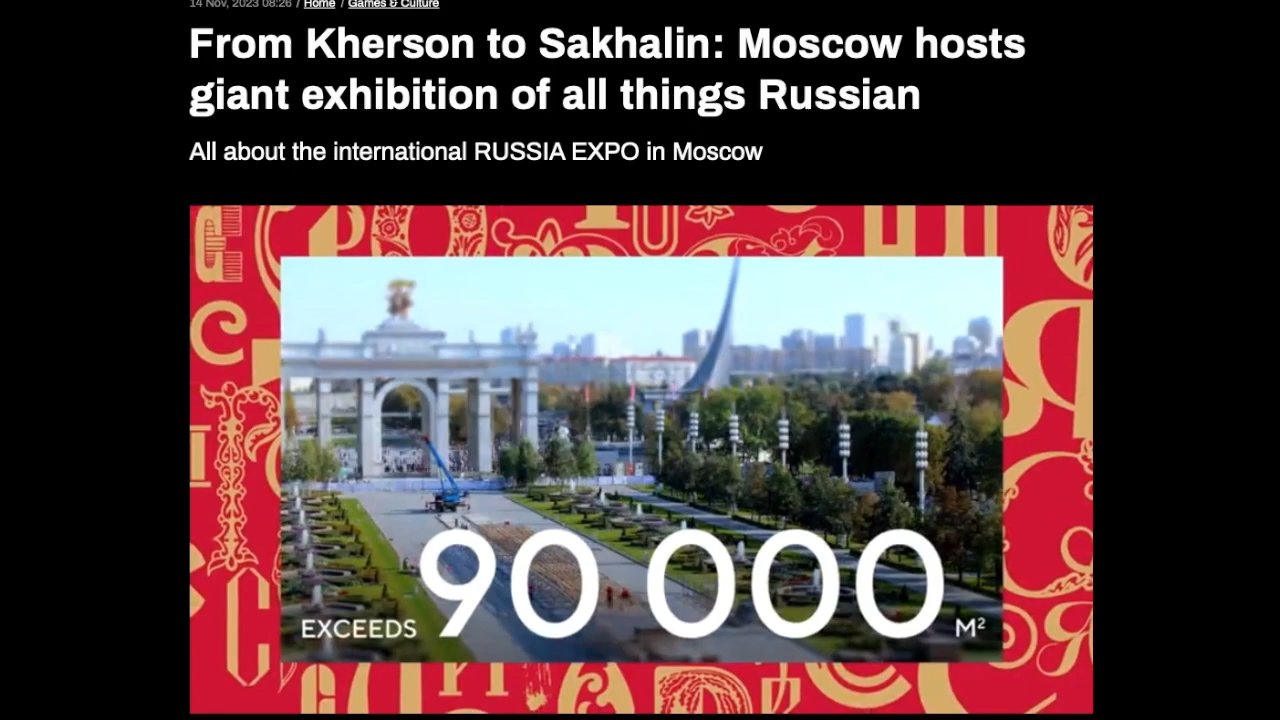 14 Nov, 2023 08:26 / Home / Games & Culture
From Kherson to Sakhalin: Moscow hosts
giant exhibition of all things Russian
All about the international RUSSIA EXPO in Moscow
EXCEEDS 90 000 M²